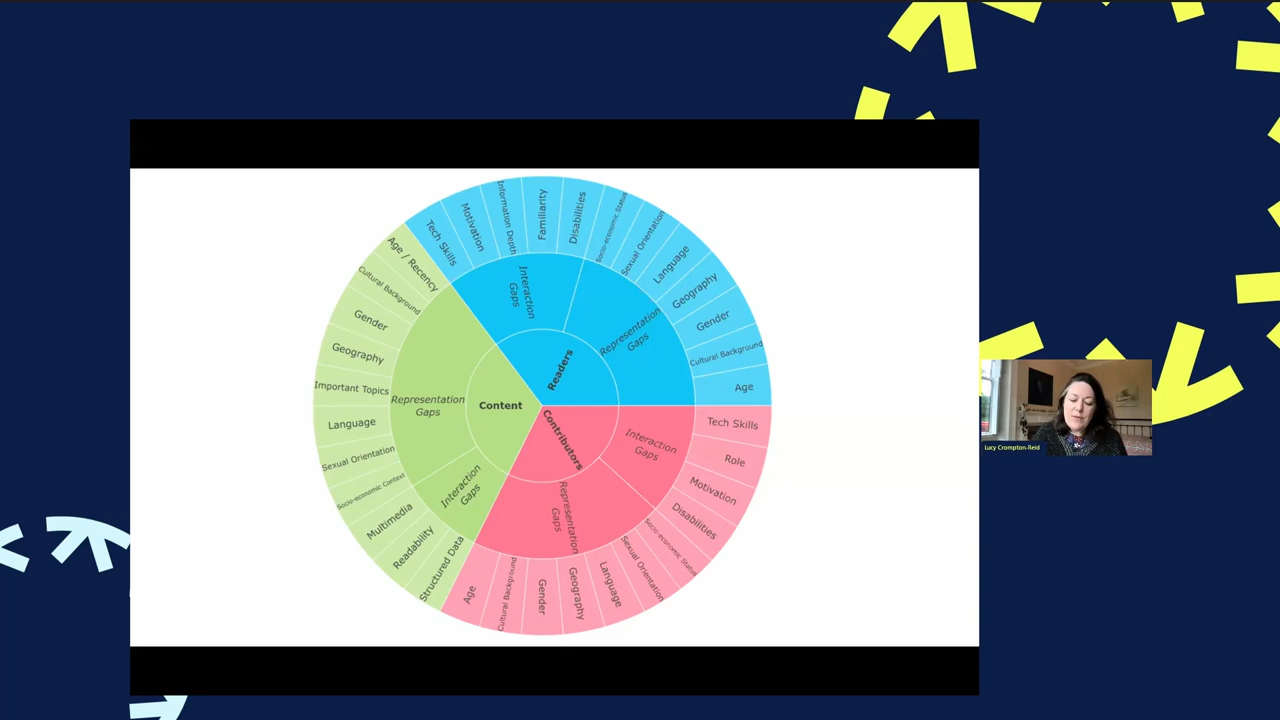 Readers
Interaction
Gaps
Tech Skills
Motivation
Information Depth
Familiarity
Disabilities
Representation
Gaps
Socio-economic Status
Sexual Orientation
Language
Geography
Gender
Cultural Background
Age
Contributors
Interaction
Gaps
Tech Skills
Role
Motivation
Disabilities
Representation
Gaps
Socio-economic Status
Sexual Orientation
Language
Geography
Gender
Cultural Background
Age
Content
Interaction
Gaps
Structured Data
Readability
Multimedia
Representation
Gaps
Socio-economic Context
Sexual Orientation
Language
Important Topics
Geography
Gender
Cultural Background
Age / Recency
Lucy Crompton-Reid